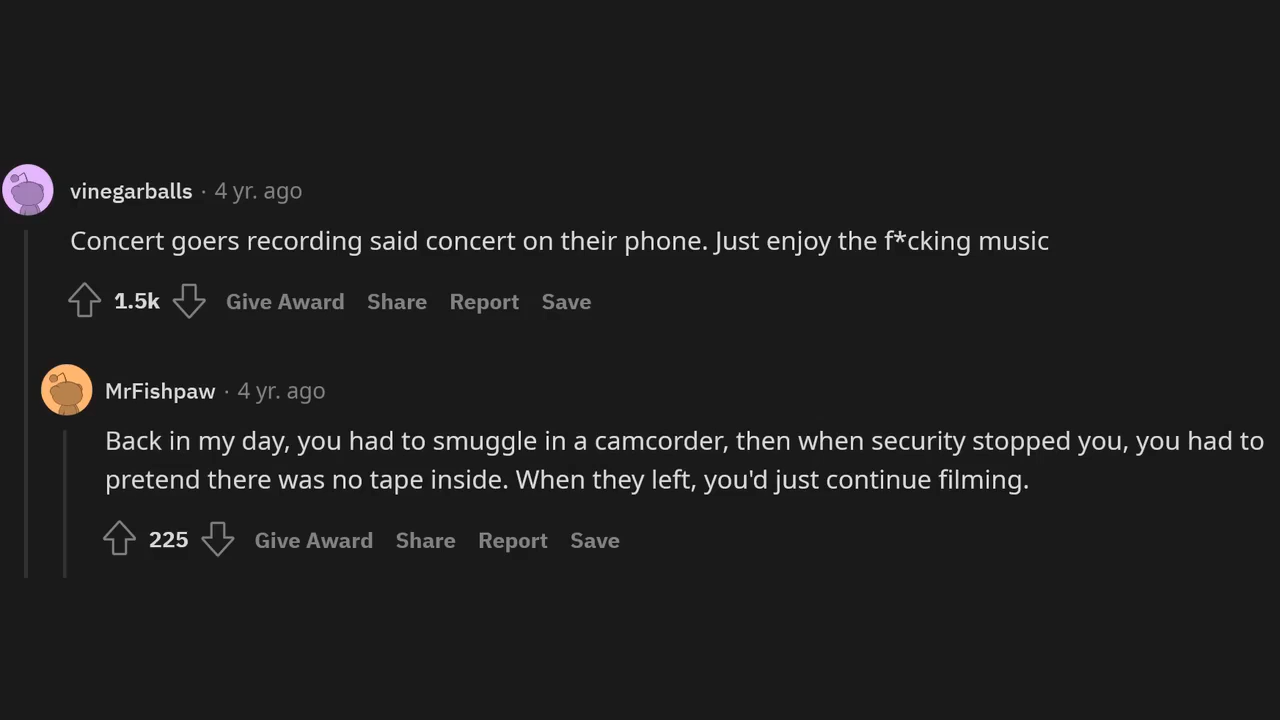 vinegarballs · 4 yr. ago
Concert goers recording said concert on their phone. Just enjoy the f*cking music
1.5k Give Award Share Report Save
MrFishpaw · 4 yr. ago
Back in my day, you had to smuggle in a camcorder, then when security stopped you, you had to
pretend there was no tape inside. When they left, you'd just continue filming.
225 Give Award Share Report Save